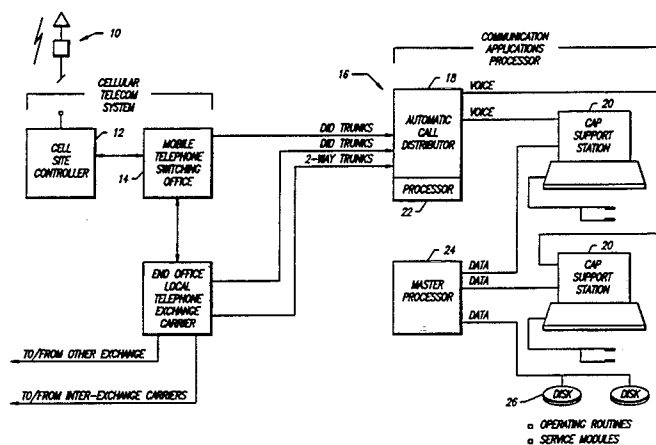 10
COMMUNICATION
APPLICATIONS
PROCESSOR
CELLULAR
TELECOM
SYSTEM
16
18
VOICE
VOICE
20
12
DID TRUNKS
DID TRUNKS
2-WAY TRUNKS
CELL
SITE
CONTROLLER
14
MOBILE
TELEPHONE
SWITCHING
OFFICE
AUTOMATIC
CALL
DISTRIBUTOR
PROCESSOR
22
CAP
SUPPORT
STATION
24
MASTER
PROCESSOR
DATA
DATA
DATA
20
CAP
SUPPORT
STATION
END OFFICE
LOCAL
TELEPHONE
EXCHANGE
CARRIER
TO/FROM OTHER EXCHANGE
TO/FROM INTER-EXCHANGE CARRIERS
26
DISK
DISK
OPERATING ROUTINES
SERVICE MODULES